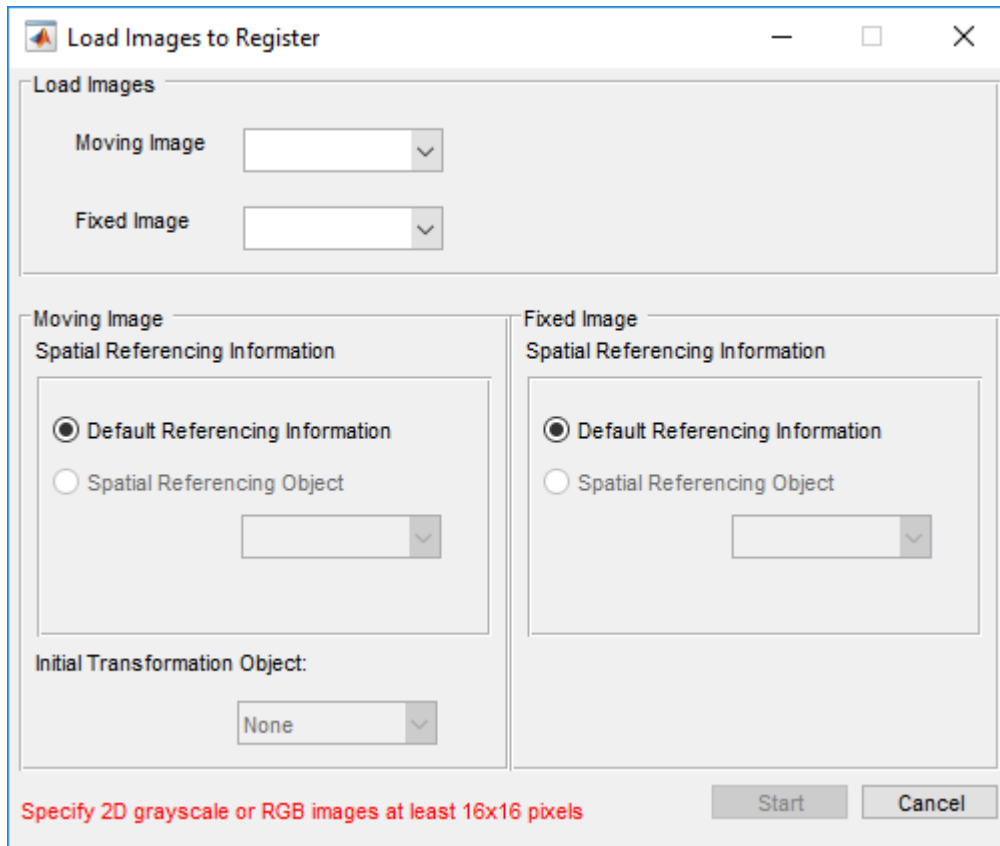 Load Images to Register
Load Images
Moving Image
Fixed Image
Moving Image
Spatial Referencing Information
Default Referencing Information
Spatial Referencing Object
Initial Transformation Object:
None
Fixed Image
Spatial Referencing Information
Default Referencing Information
Spatial Referencing Object
Specify 2D grayscale or RGB images at least 16x16 pixels
Start
Cancel